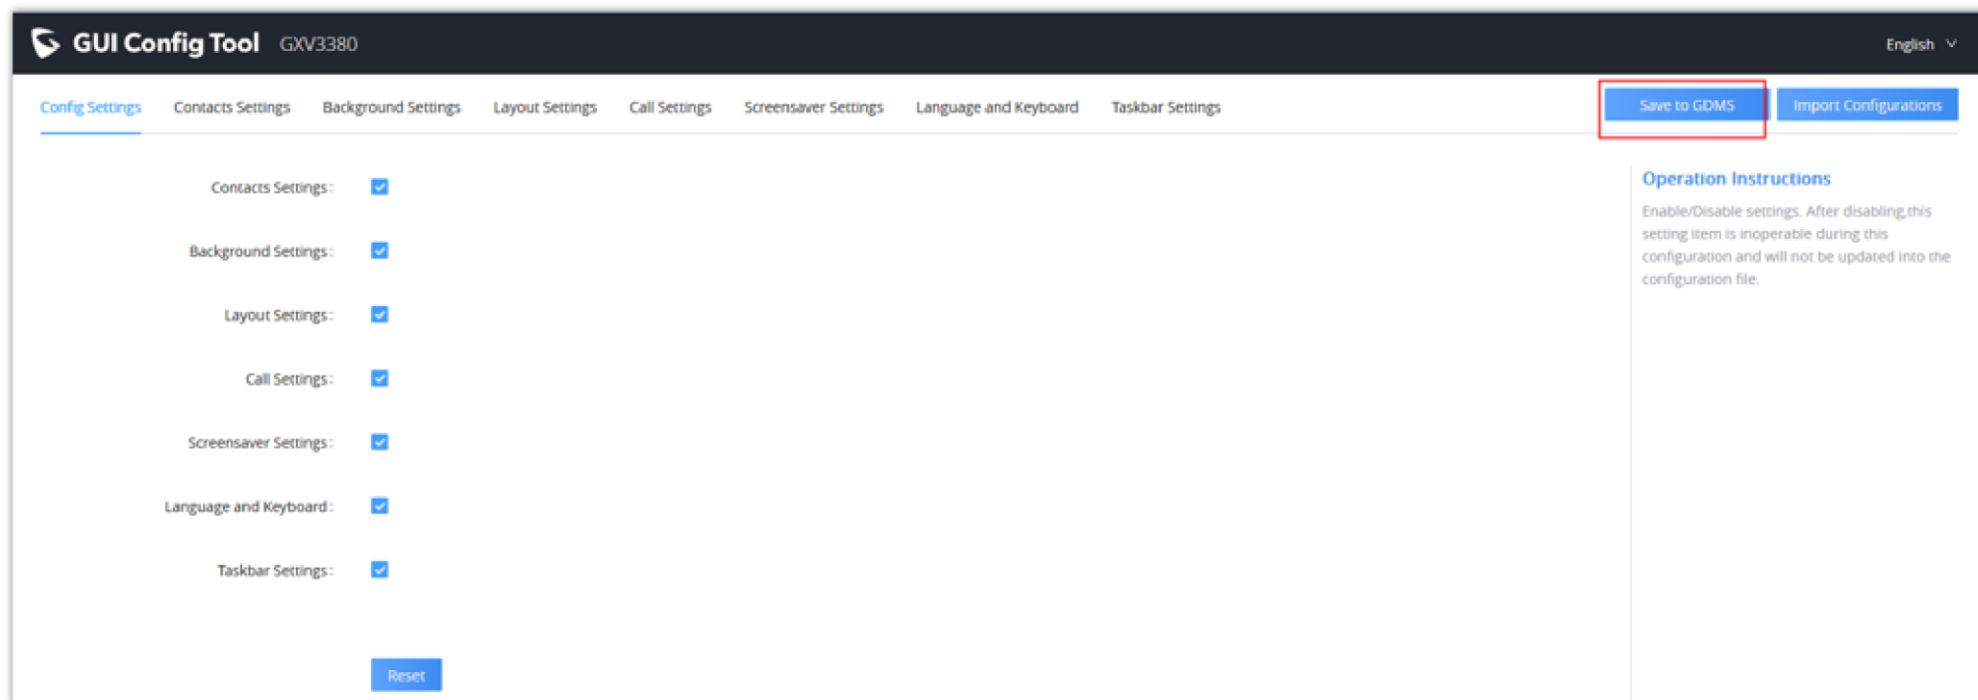 GUI Config Tool GXV3380
English
Config Settings Contacts Settings Background Settings Layout Settings Call Settings Screensaver Settings Language and Keyboard Taskbar Settings
Save to GDMS Import Configurations
Contacts Settings:
Background Settings:
Layout Settings:
Call Settings:
Screensaver Settings:
Language and Keyboard:
Taskbar Settings:
Reset
Operation Instructions
Enable/Disable settings. After disabling,this
setting item is inoperable during this
configuration and will not be updated into the
configuration file.